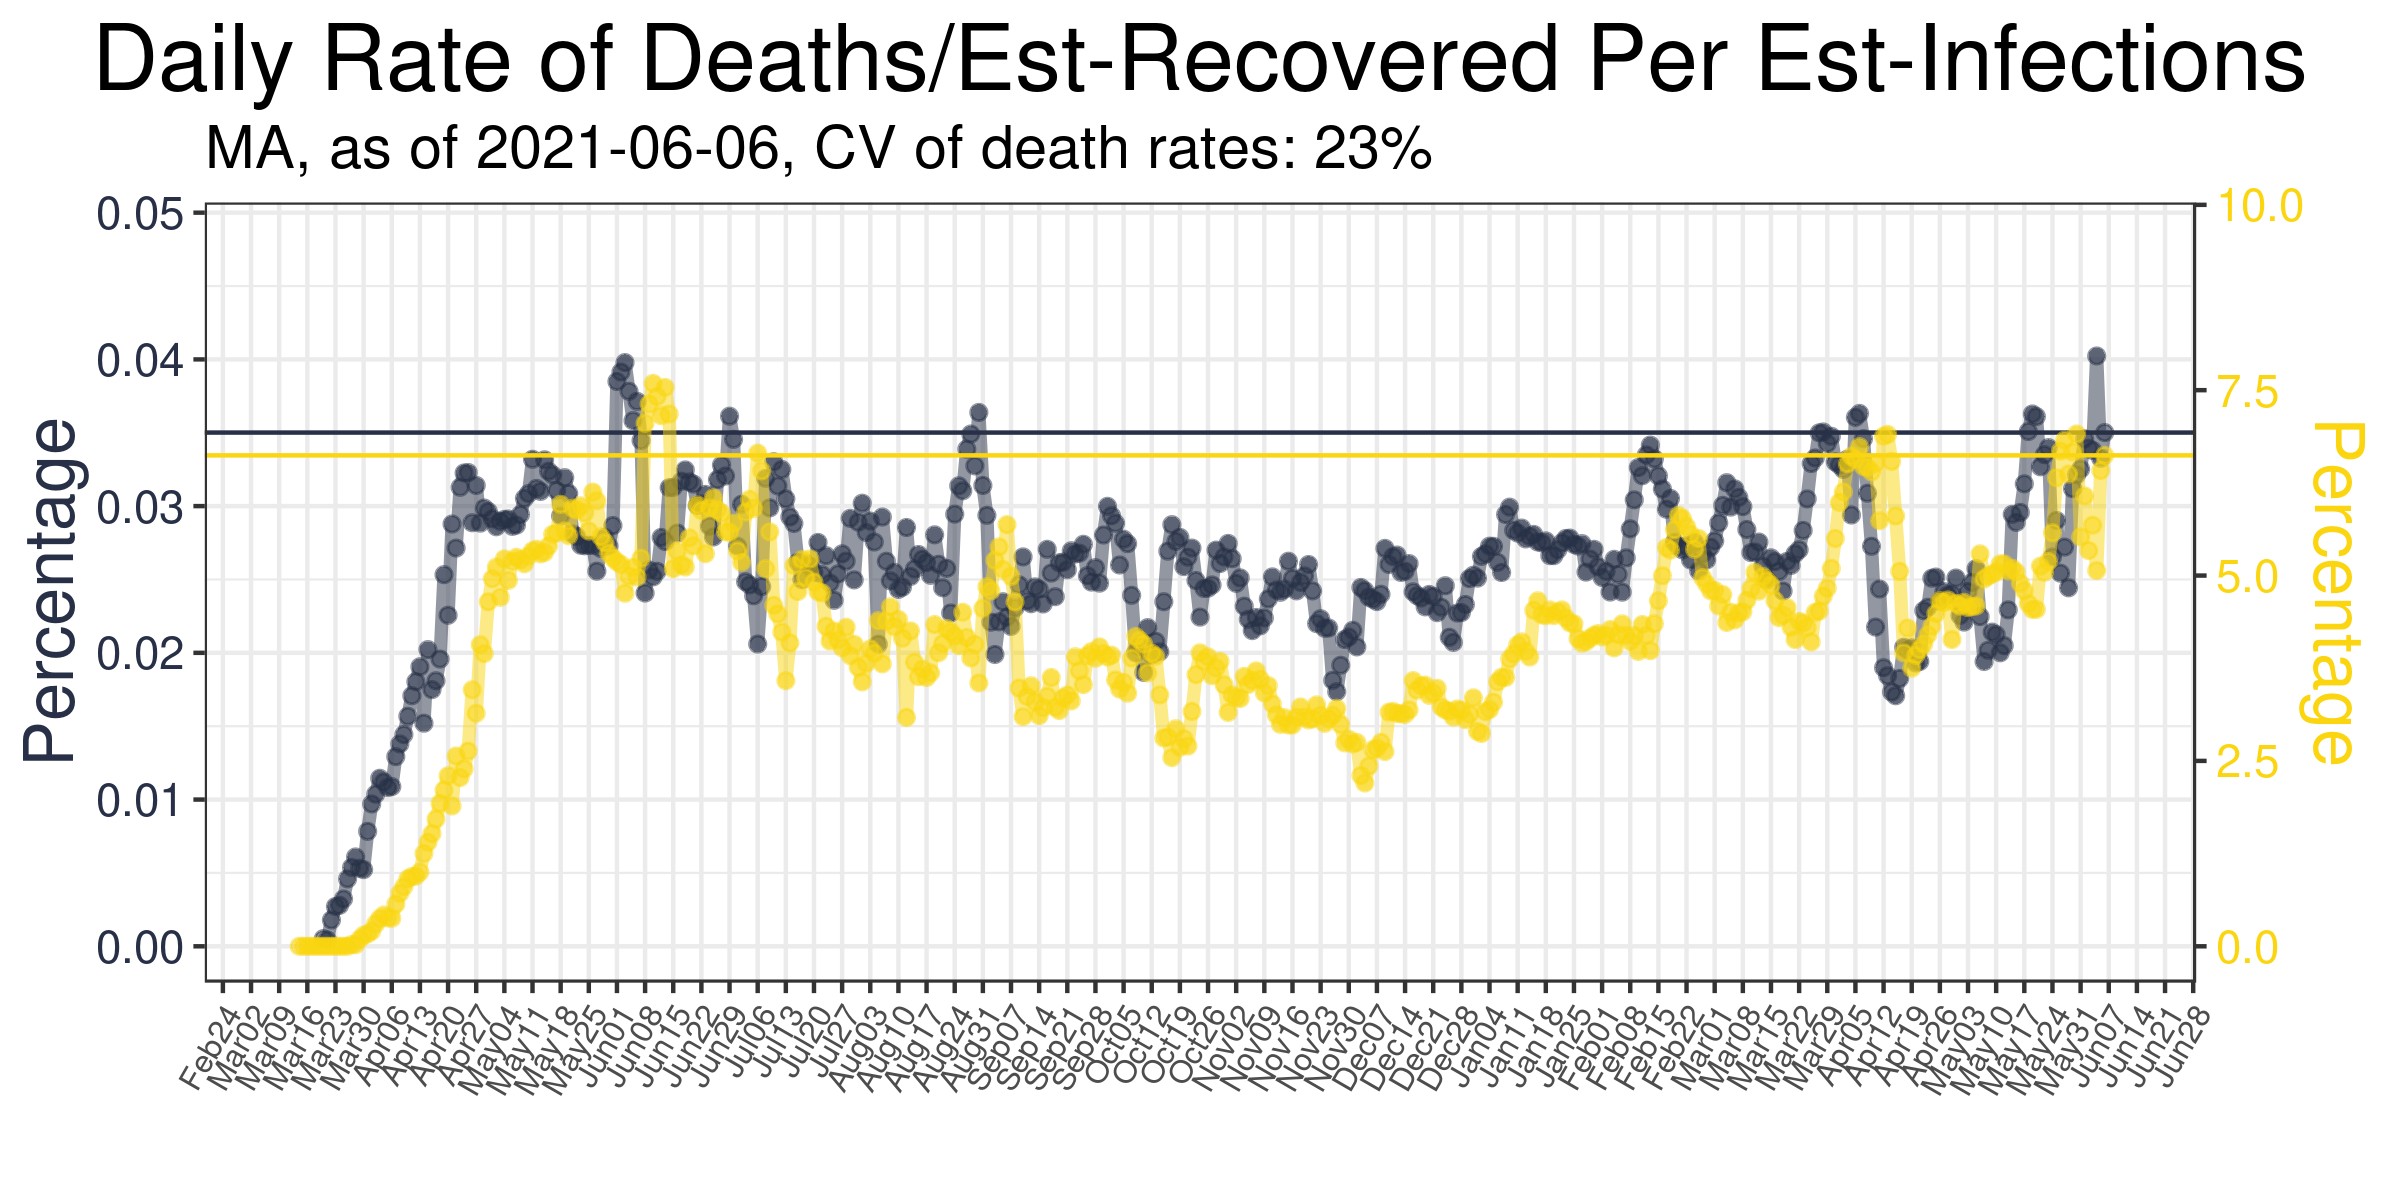 Daily Rate of Deaths/Est-Recovered Per Est-Infections
MA, as of 2021-06-06, CV of death rates: 23%
Percentage
0.05
0.04
0.03
0.02
0.01
0.00
10.0
7.5
5.0
2.5
0.0
Percentage
Feb24
Mar02
Mar09
Mar16
Mar23
Mar30
Apr06
Apr13
Apr20
Apr27
May04
May11
May18
May25
Jun01
Jun08
Jun15
Jun22
Jun29
Jul06
Jul13
Jul20
Jul27
Aug03
Aug10
Aug17
Aug24
Aug31
Sep07
Sep14
Sep21
Sep28
Oct05
Oct12
Oct19
Oct26
Nov02
Nov09
Nov16
Nov23
Nov30
Dec07
Dec14
Dec21
Dec28
Jan04
Jan11
Jan18
Jan25
Feb01
Feb08
Feb15
Feb22
Mar01
Mar08
Mar15
Mar22
Mar29
Apr05
Apr12
Apr19
Apr26
May03
May10
May17
May24
May31
Jun07
Jun14
Jun21
Jun28